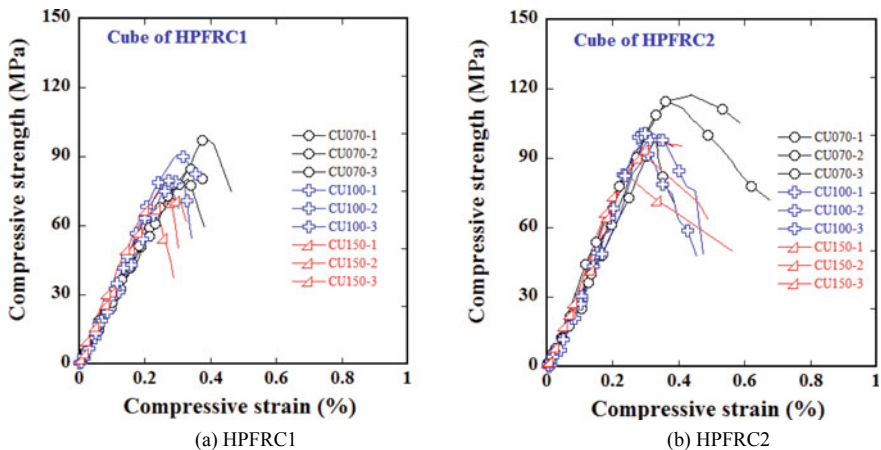 Cube of HPFRC1
Compressive strength (MPa)
150
120
90
60
30
0
CU070-1
CU070-2
CU070-3
CU100-1
CU100-2
CU100-3
CU150-1
CU150-2
CU150-3
0 0.2 0.4 0.6 0.8 1
Compressive strain (%)
(a) HPFRC1
Cube of HPFRC2
Compressive strength (MPa)
150
120
90
60
30
0
CU070-1
CU070-2
CU070-3
CU100-1
CU100-2
CU100-3
CU150-1
CU150-2
CU150-3
0 0.2 0.4 0.6 0.8 1
Compressive strain (%)
(b) HPFRC2